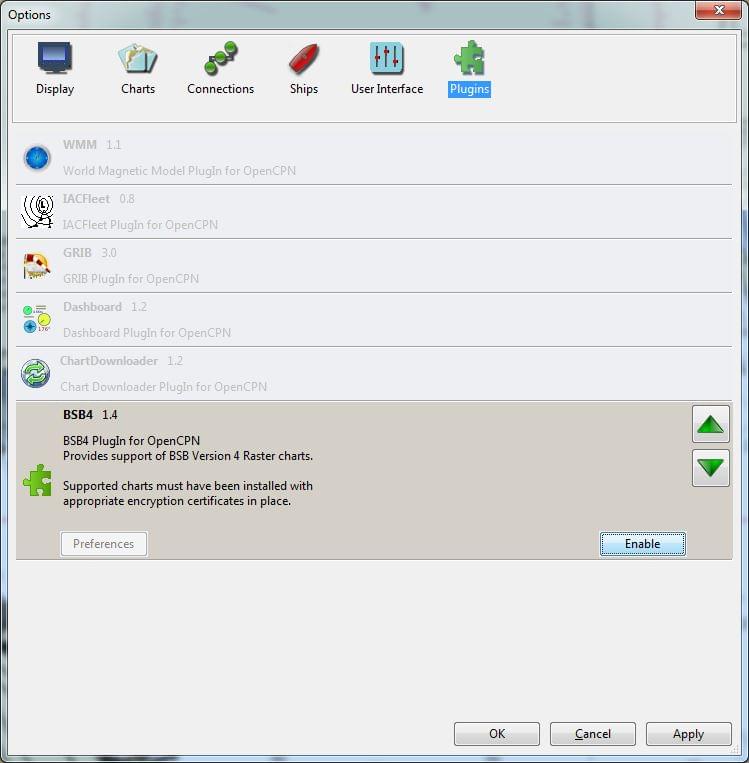 Options
Display
Charts
Connections
Ships
User Interface
Plugins
WMM 1.1
World Magnetic Model PlugIn for OpenCPN
IACFleet 0.8
IACFleet PlugIn for OpenCPN
GRIB 3.0
GRIB PlugIn for OpenCPN
Dashboard 1.2
Dashboard PlugIn for OpenCPN
ChartDownloader 1.2
Chart Downloader PlugIn for OpenCPN
BSB4 1.4
BSB4 PlugIn for OpenCPN
Provides support of BSB Version 4 Raster charts.
Supported charts must have been installed with
appropriate encryption certificates in place.
Preferences
Enable
OK
Cancel
Apply